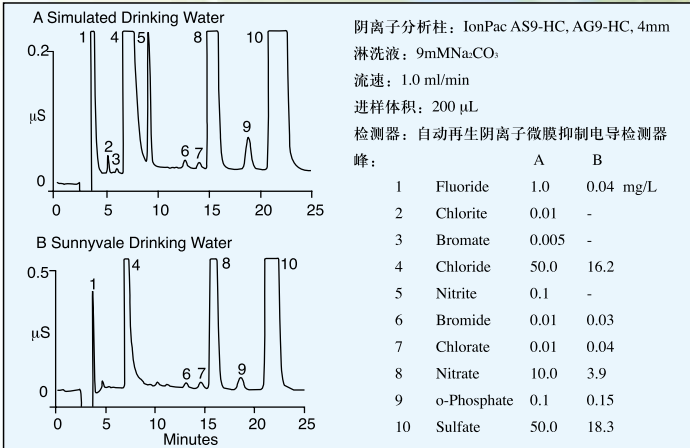 A Simulated Drinking Water
1 4 5 8 10
0.2
μS
2 3 6 7 9
0
0 5 10 15 20 25
B Sunnyvale Drinking Water
0.5
1 4 8 10
μS
6 7 9
0
0 5 10 15 20 25
Minutes
阴离子分析柱：IonPac AS9-HC, AG9-HC, 4mm
淋洗液：9mMNa₂CO₃
流速：1.0 ml/min
进样体积：200 μL
检测器：自动再生阴离子微膜抑制电导检测器
峰： A B
1 Fluoride 1.0 0.04 mg/L
2 Chlorite 0.01 -
3 Bromate 0.005 -
4 Chloride 50.0 16.2
5 Nitrite 0.1 -
6 Bromide 0.01 0.03
7 Chlorate 0.01 0.04
8 Nitrate 10.0 3.9
9 o-Phosphate 0.1 0.15
10 Sulfate 50.0 18.3